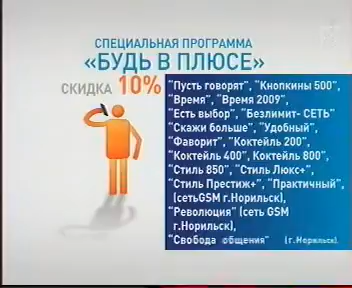 СПЕЦИАЛЬНАЯ ПРОГРАММА
«БУДЬ В ПЛЮСЕ»
СКИДКА 10%
"Пусть говорят", "Кнопкины 500",
"Время", "Время 2009",
"Есть выбор", "Безлимит- СЕТЬ"
"Скажи больше", "Удобный",
"Фаворит", "Коктейль 200",
"Коктейль 400", Коктейль 800",
"Стиль 850", "Стиль Люкс+",
"Стиль Престиж+", "Практичный",
(сетьGSM г.Норильск),
"Революция" (сеть GSM
г.Норильск),
"Свобода общения" (г.Норильск).